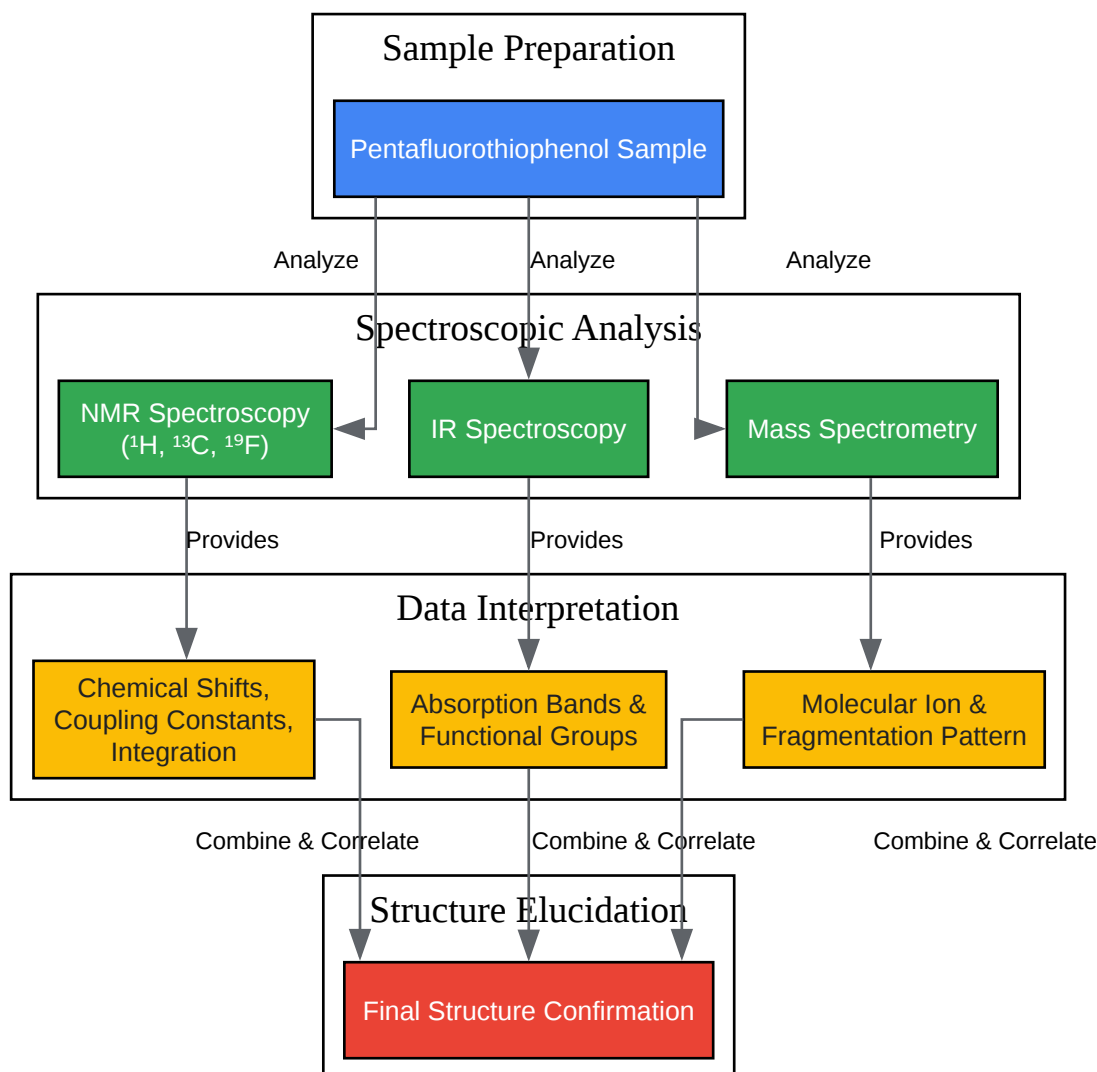 Sample Preparation
Pentafluorothiophenol Sample
Analyze
Analyze
Analyze
Spectroscopic Analysis
NMR Spectroscopy
(¹H, ¹³C, ¹⁹F)
IR Spectroscopy
Mass Spectrometry
Provides
Provides
Provides
Data Interpretation
Chemical Shifts,
Coupling Constants,
Integration
Absorption Bands &
Functional Groups
Molecular Ion &
Fragmentation Pattern
Combine & Correlate
Combine & Correlate
Combine & Correlate
Structure Elucidation
Final Structure Confirmation